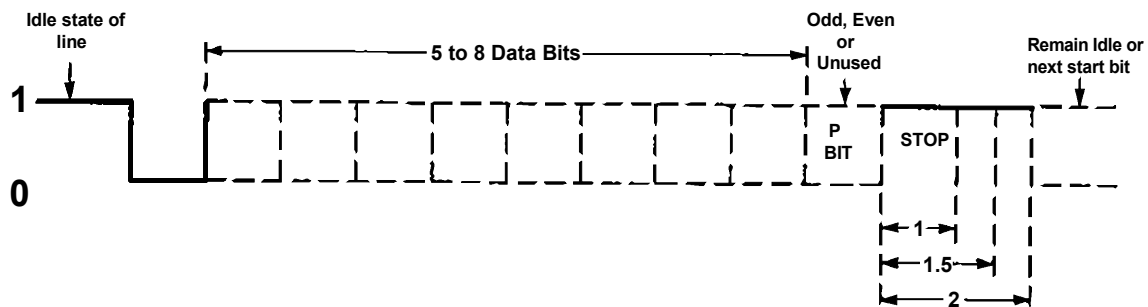 Idle state of
line
5 to 8 Data Bits
Odd, Even
or
Unused
Remain Idle or
next start bit
1
0
P
BIT
STOP
1
1.5
2